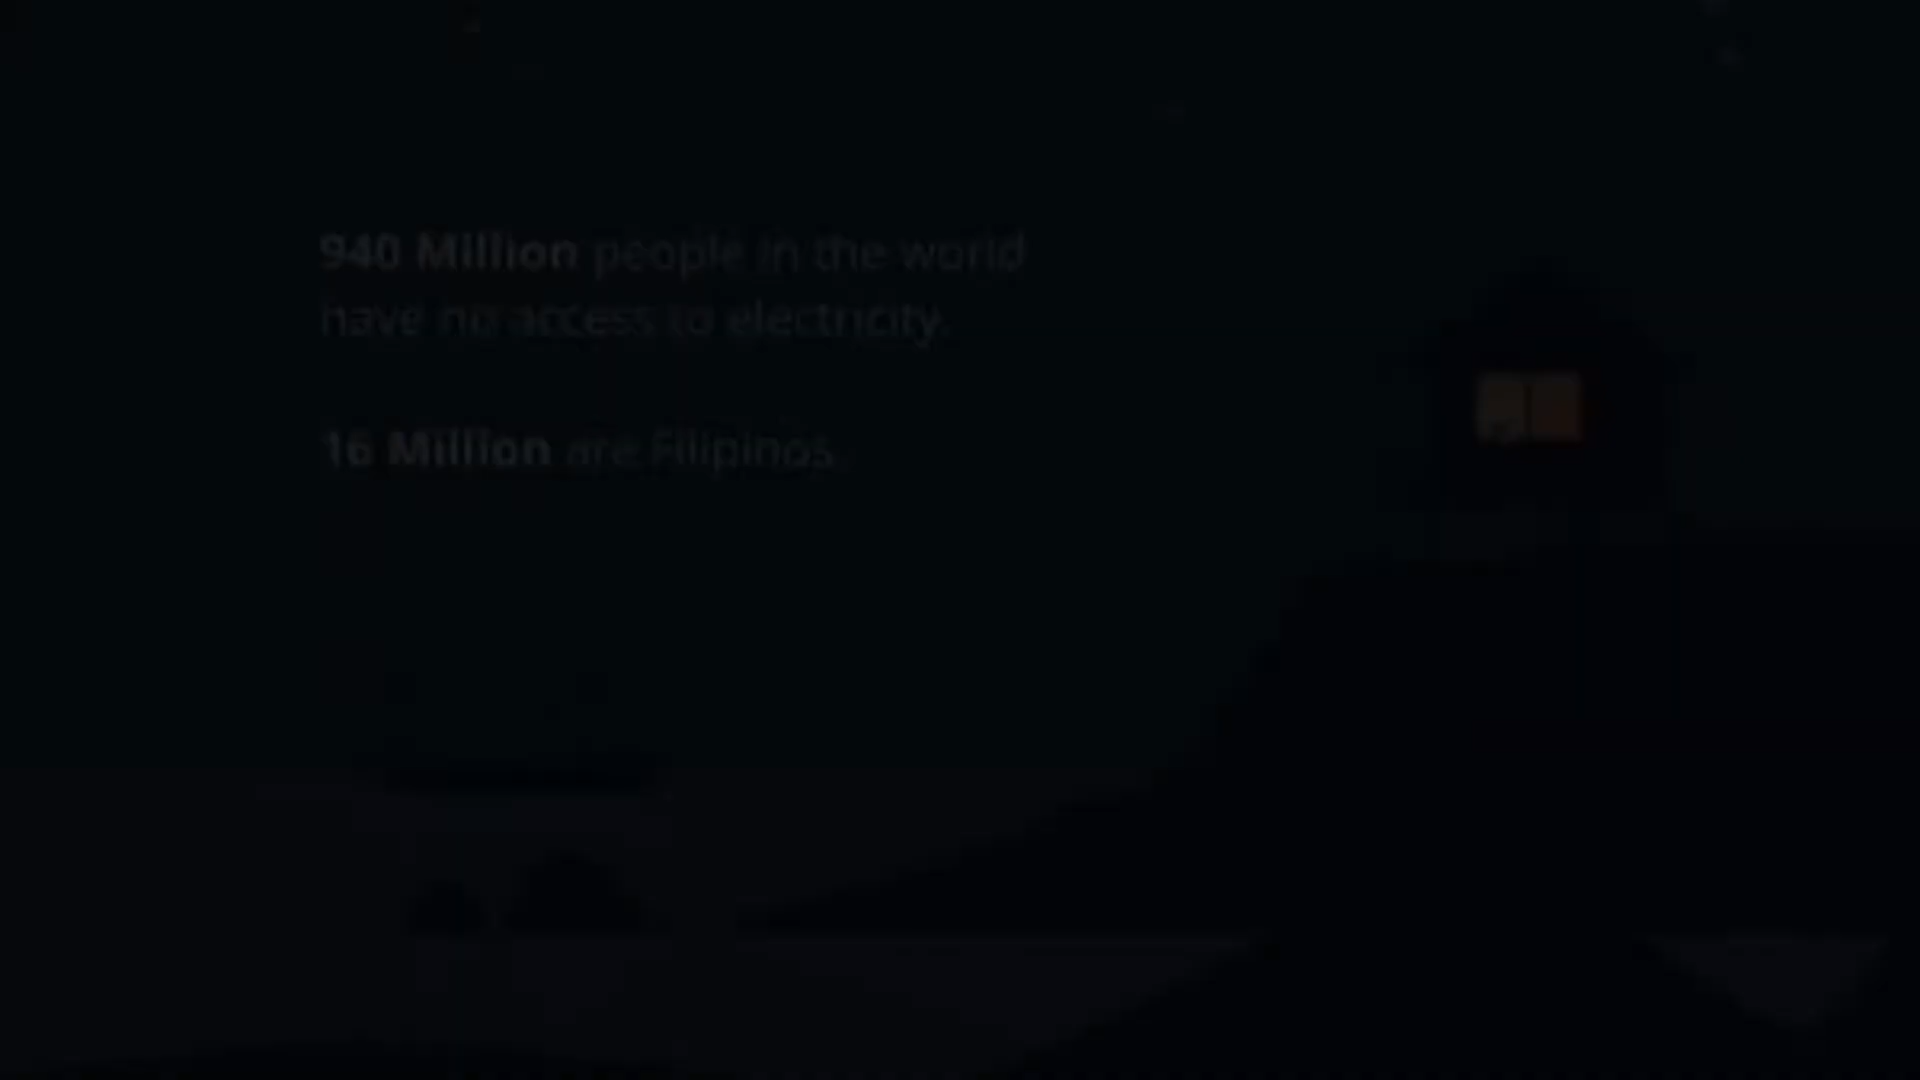 940 Million people in the world
have no access to electricity.
16 Million are Filipinos.